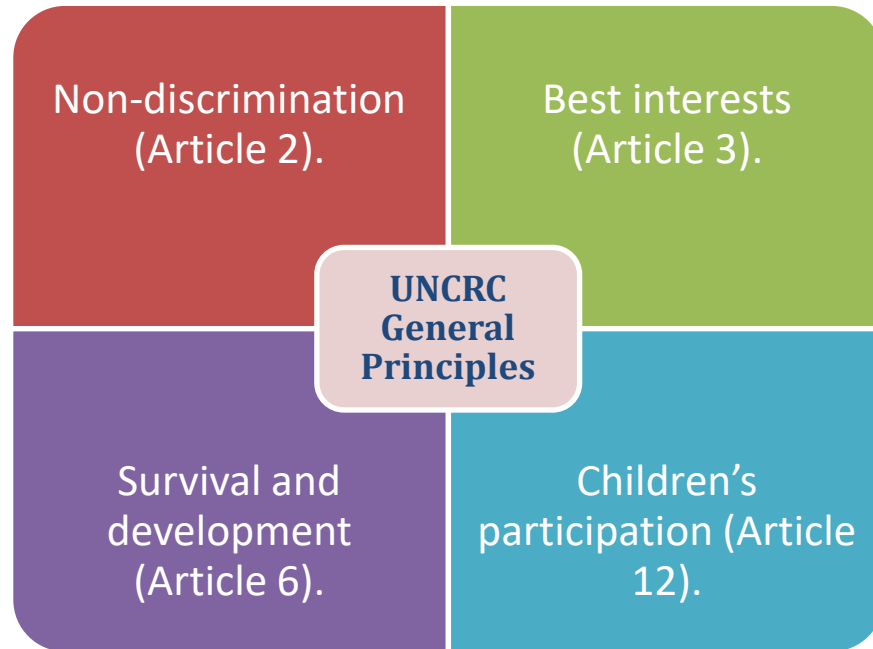 Non-discrimination
(Article 2).
Best interests
(Article 3).
UNCRC
General
Principles
Survival and
development
(Article 6).
Children’s
participation (Article
12).